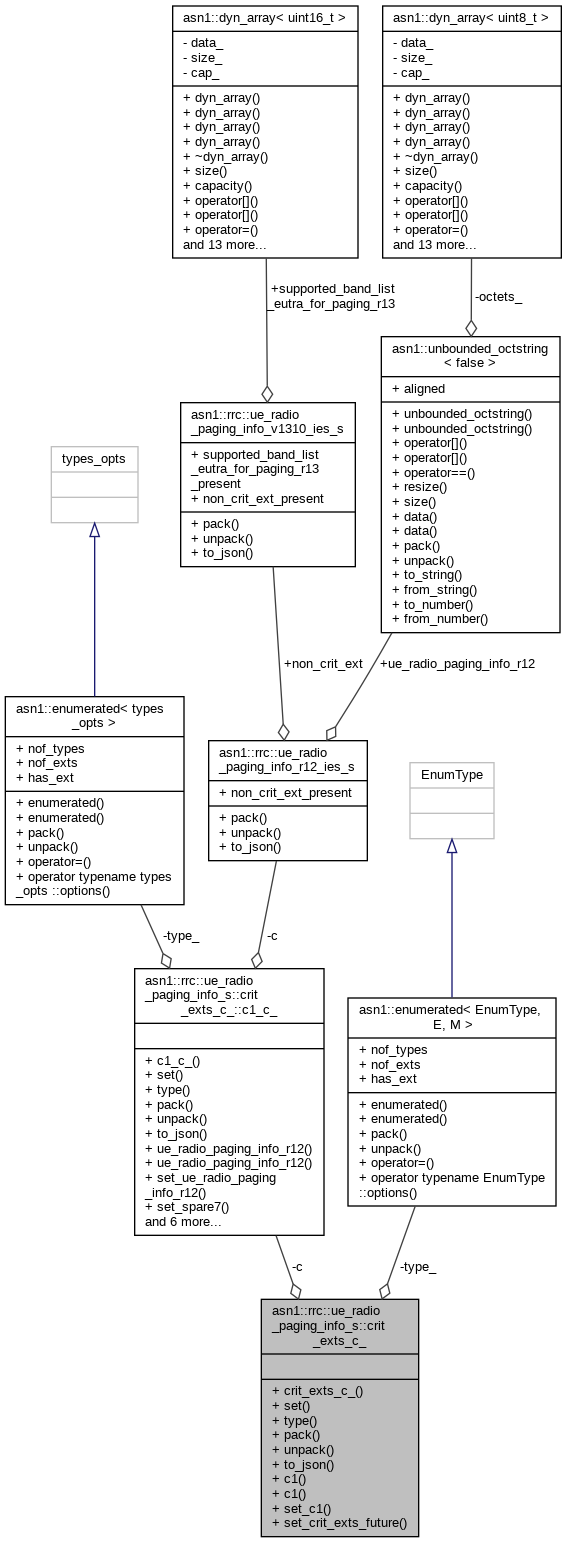 asn1::dyn_array< uint16_t >
- data_
- size_
- cap_
+ dyn_array()
+ dyn_array()
+ dyn_array()
+ dyn_array()
+ ~dyn_array()
+ size()
+ capacity()
+ operator[]()
+ operator[]()
+ operator=()
and 13 more...
asn1::dyn_array< uint8_t >
- data_
- size_
- cap_
+ dyn_array()
+ dyn_array()
+ dyn_array()
+ dyn_array()
+ ~dyn_array()
+ size()
+ capacity()
+ operator[]()
+ operator[]()
+ operator=()
and 13 more...
+supported_band_list
_eutra_for_paging_r13
-octets_
asn1::unbounded_octstring
< false >
+ aligned
+ unbounded_octstring()
+ unbounded_octstring()
+ operator[]()
+ operator[]()
+ operator==()
+ resize()
+ size()
+ data()
+ data()
+ pack()
+ unpack()
+ to_string()
+ from_string()
+ to_number()
+ from_number()
asn1::rrc::ue_radio
_paging_info_v1310_ies_s
+ supported_band_list
_eutra_for_paging_r13
_present
+ non_crit_ext_present
+ pack()
+ unpack()
+ to_json()
types_opts
+non_crit_ext
+ue_radio_paging_info_r12
asn1::enumerated< types
_opts >
+ nof_types
+ nof_exts
+ has_ext
+ enumerated()
+ enumerated()
+ pack()
+ unpack()
+ operator=()
+ operator typename types
_opts ::options()
asn1::rrc::ue_radio
_paging_info_r12_ies_s
+ non_crit_ext_present
+ pack()
+ unpack()
+ to_json()
EnumType
-type_
-c
asn1::rrc::ue_radio
_paging_info_s::crit
_exts_c_::c1_c_
+ c1_c_()
+ set()
+ type()
+ pack()
+ unpack()
+ to_json()
+ ue_radio_paging_info_r12()
+ ue_radio_paging_info_r12()
+ set_ue_radio_paging
_info_r12()
+ set_spare7()
and 6 more...
asn1::enumerated< EnumType,
E, M >
+ nof_types
+ nof_exts
+ has_ext
+ enumerated()
+ enumerated()
+ pack()
+ unpack()
+ operator=()
+ operator typename EnumType
::options()
-c
-type_
asn1::rrc::ue_radio
_paging_info_s::crit
_exts_c_
+ crit_exts_c_()
+ set()
+ type()
+ pack()
+ unpack()
+ to_json()
+ c1()
+ c1()
+ set_c1()
+ set_crit_exts_future()